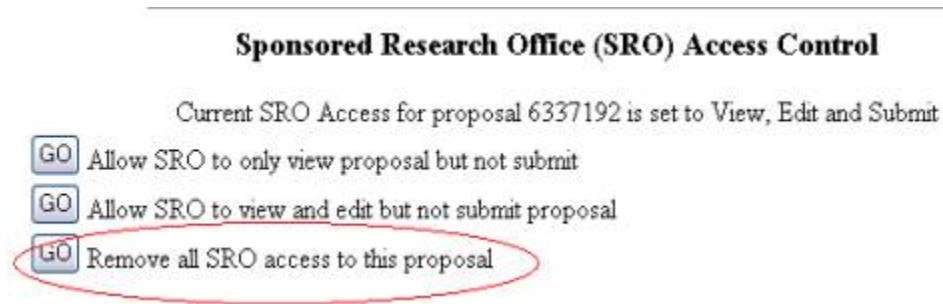 Sponsored Research Office (SRO) Access Control
Current SRO Access for proposal 6337192 is set to View, Edit and Submit
GO Allow SRO to only view proposal but not submit
GO Allow SRO to view and edit but not submit proposal
GO Remove all SRO access to this proposal